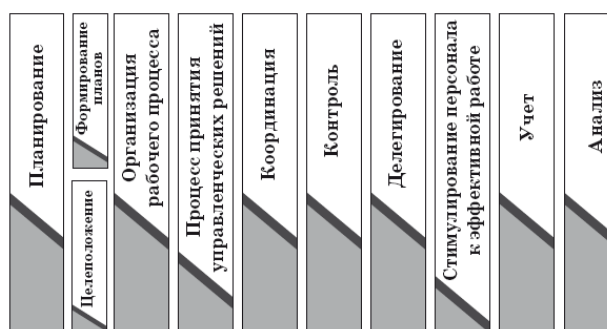 Планирование
Формирование
планов
Целеположение
Организация
рабочего процесса
Процесс принятия
управленческих решений
Координация
Контроль
Делегирование
Стимулирование персонала
к эффективной работе
Учет
Анализ